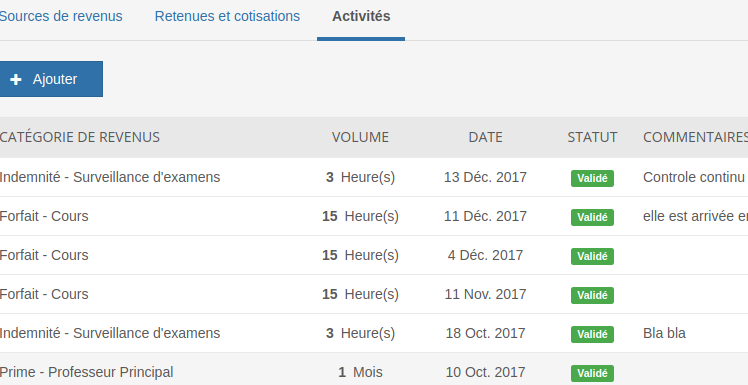 Sources de revenus Retenues et cotisations Activités
Ajouter
CATÉGORIE DE REVENUS VOLUME DATE STATUT COMMENTAIRES
Indemnité - Surveillance d'examens 3 Heure(s) 13 Déc. 2017 Validé Controle continu
Forfait - Cours 15 Heure(s) 11 Déc. 2017 Validé elle est arrivée
Forfait - Cours 15 Heure(s) 4 Déc. 2017 Validé
Forfait - Cours 15 Heure(s) 11 Nov. 2017 Validé
Indemnité - Surveillance d'examens 3 Heure(s) 18 Oct. 2017 Validé Bla bla
Prime - Professeur Principal 1 Mois 10 Oct. 2017 Validé